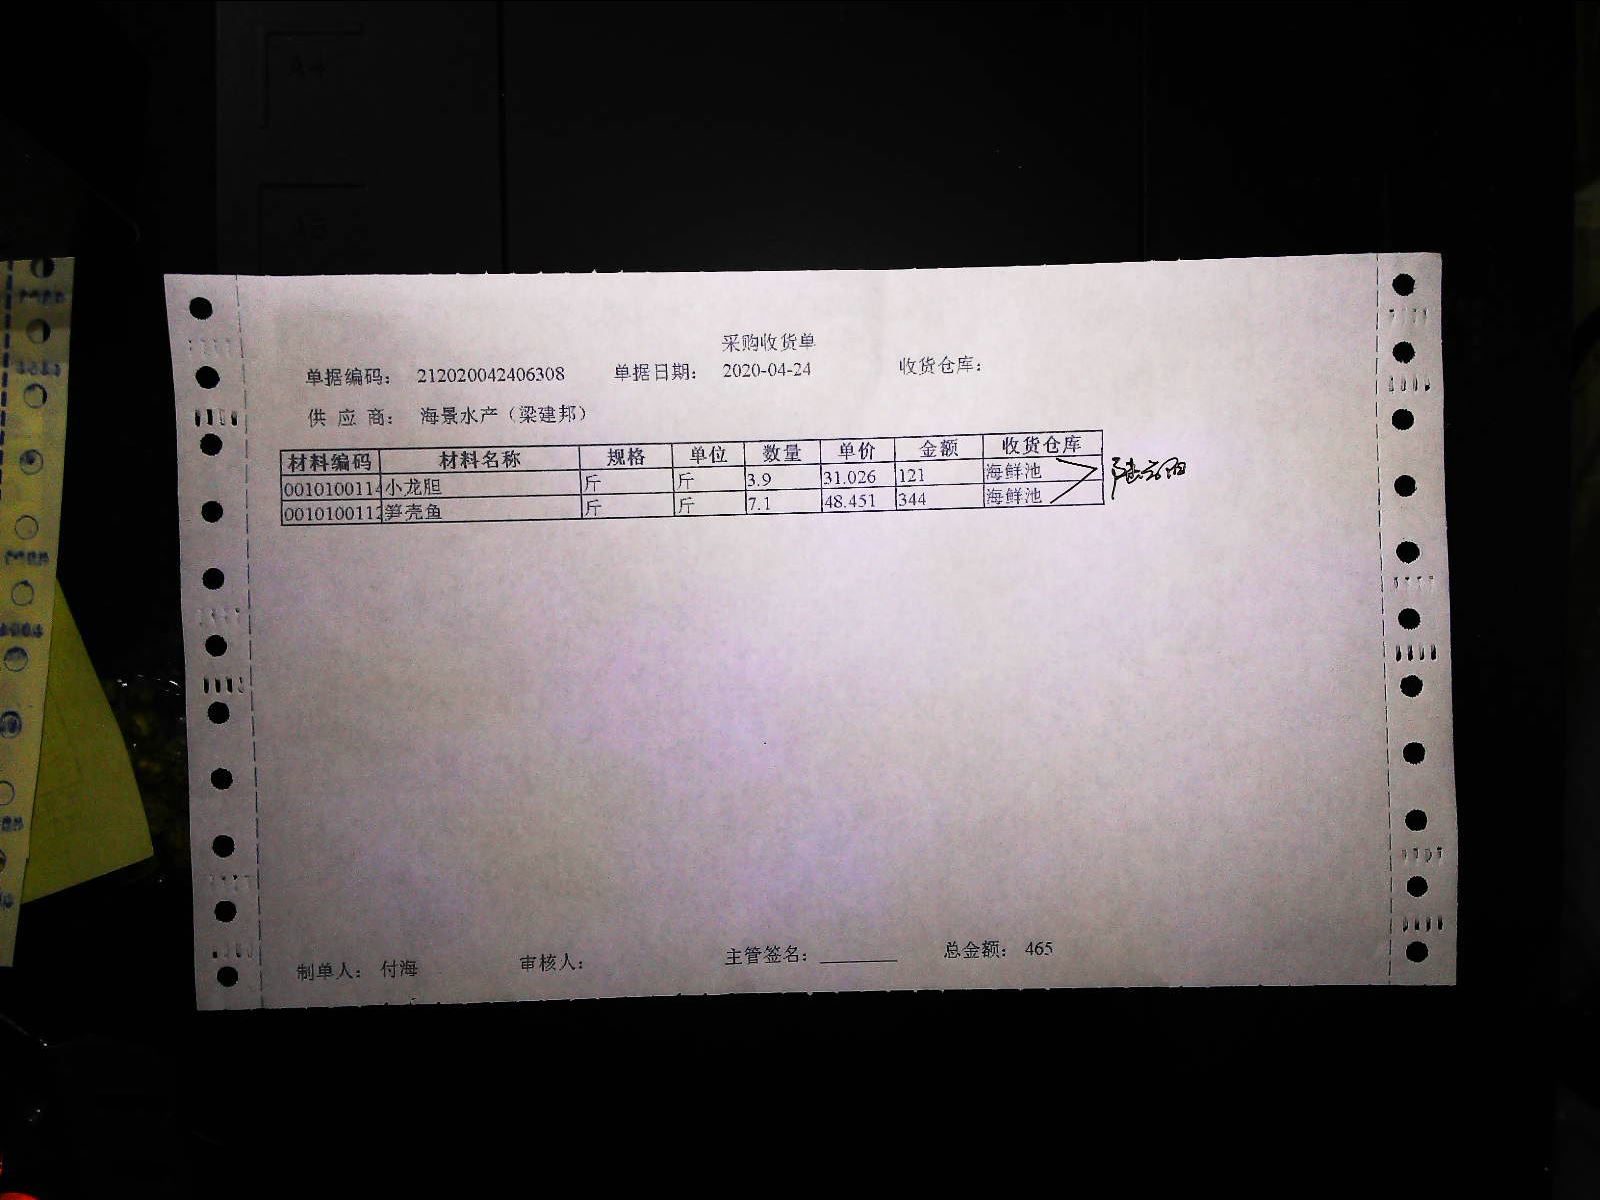 采购收货单
单据编码： 212020042406308 单据日期： 2020-04-24 收货仓库：
供 应 商： 海景水产（梁建邦）
材料编码 材料名称 规格 单位 数量 单价 金额 收货仓库
0010100114 小龙胆 斤 斤 3.9 31.026 121 海鲜池
0010100112 笋壳鱼 斤 斤 7.1 48.451 344 海鲜池
制单人： 付海 审核人： 主管签名： ________ 总金额： 465